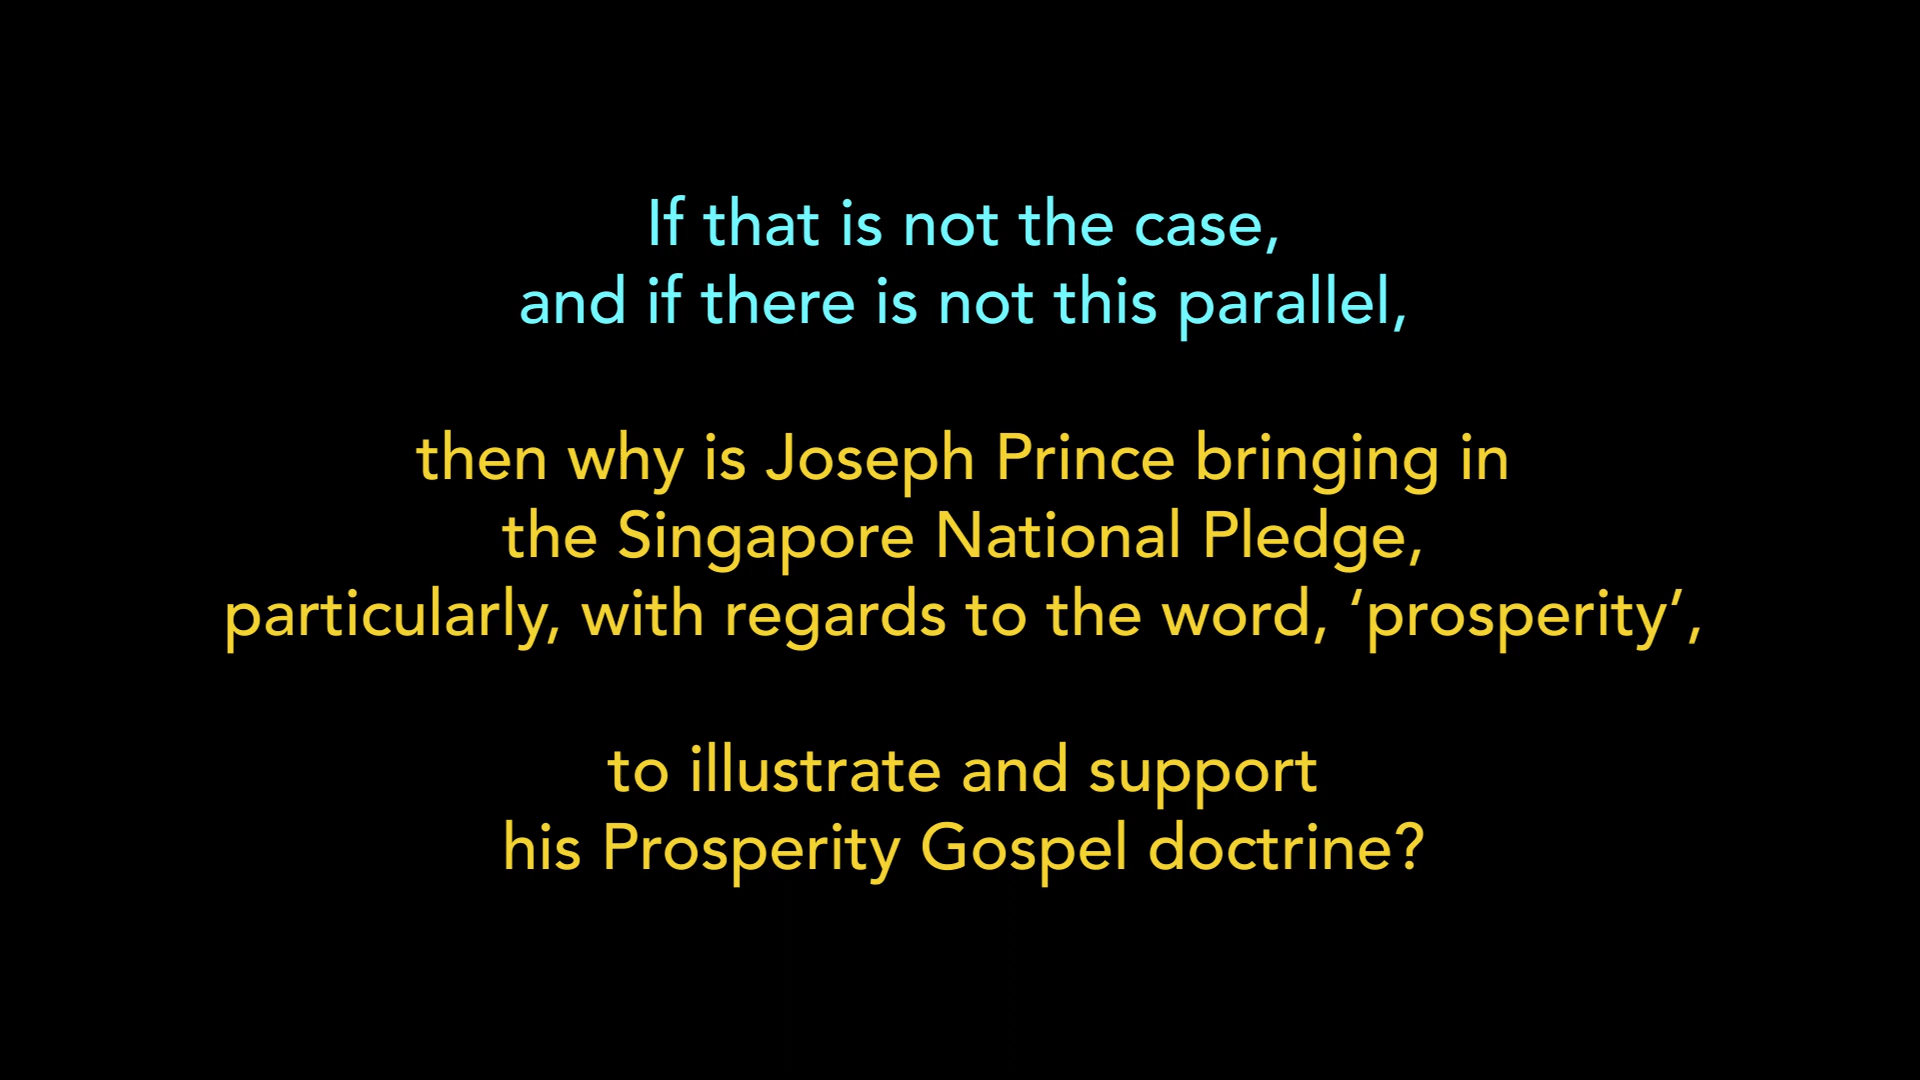 If that is not the case,
and if there is not this parallel,
then why is Joseph Prince bringing in
the Singapore National Pledge,
particularly, with regards to the word, ‘prosperity’,
to illustrate and support
his Prosperity Gospel doctrine?